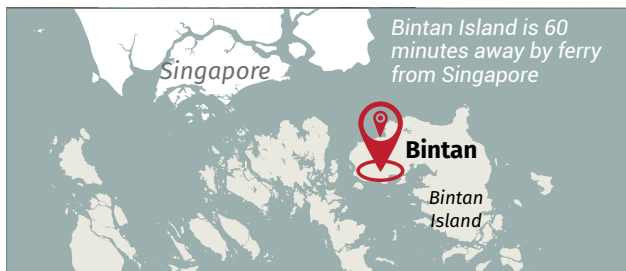 Bintan Island is 60
minutes away by ferry
from Singapore
Singapore
Bintan
Bintan
Island